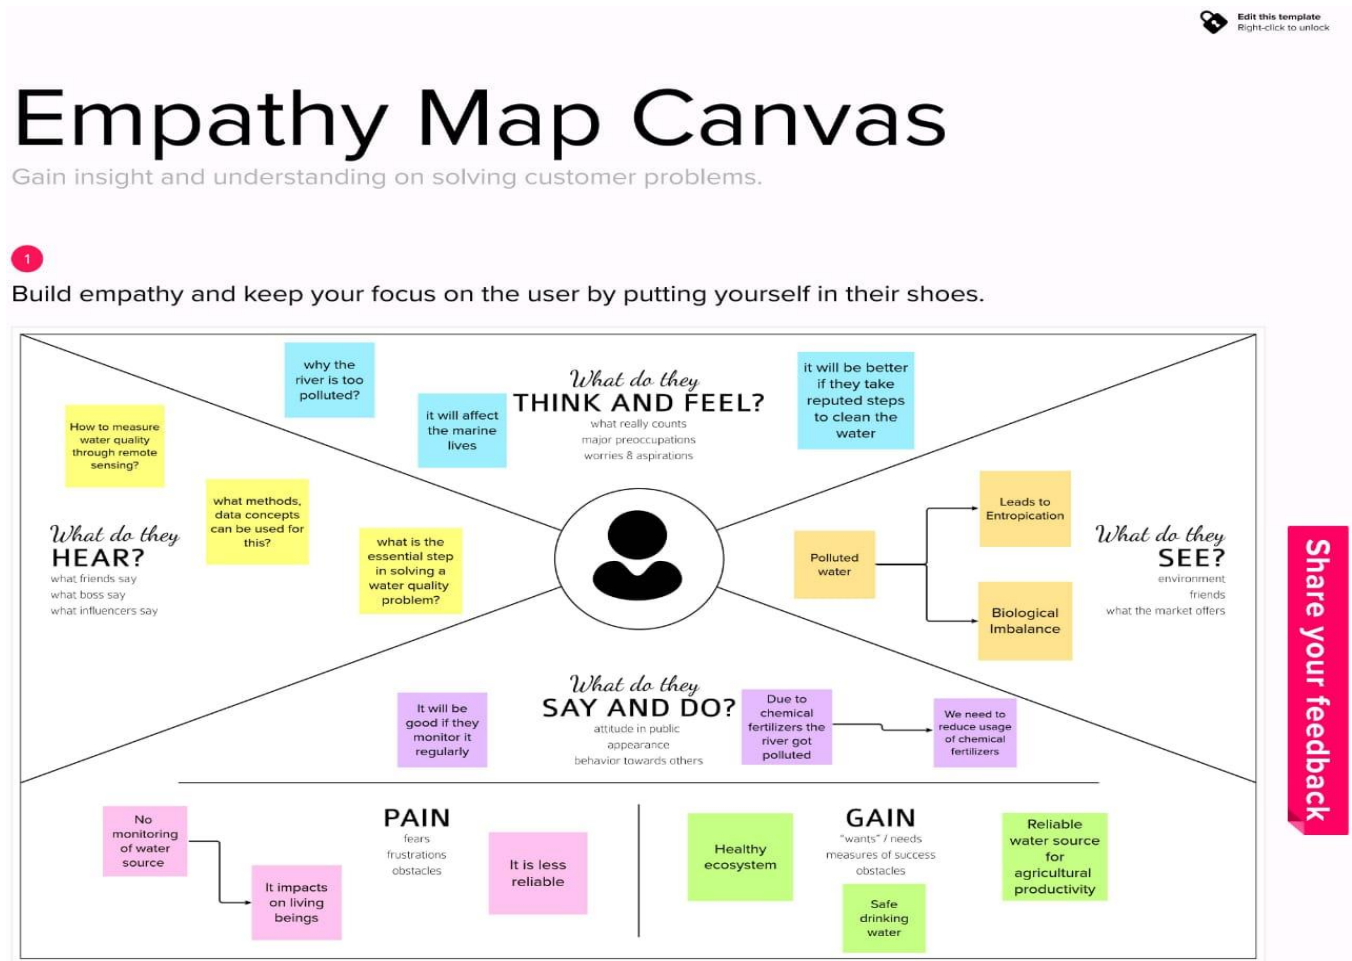 Edit this template
Right-click to unlock
Empathy Map Canvas
Gain insight and understanding on solving customer problems.
1
Build empathy and keep your focus on the user by putting yourself in their shoes.
why the
river is too
polluted?
it will affect
the marine
lives
What do they
THINK AND FEEL?
what really counts
major preoccupations
worries & aspirations
it will be better
if they take
reputed steps
to clean the
water
How to measure
water quality
through remote
sensing?
what methods,
data concepts
can be used for
this?
what is the
essential step
in solving a
water quality
problem?
What do they
HEAR?
what friends say
what boss say
what influencers say
Polluted
water
Leads to
Entropication
Biological
Imbalance
What do they
SEE?
environment
friends
what the market offers
It will be
good if they
monitor it
regularly
What do they
SAY AND DO?
attitude in public
appearance
behavior towards others
Due to
chemical
fertilizers the
river got
polluted
We need to
reduce usage
of chemical
fertilizers
No
monitoring
of water
source
It impacts
on living
beings
PAIN
fears
frustrations
obstacles
It is less
reliable
Healthy
ecosystem
GAIN
"wants" / needs
measures of success
obstacles
Safe
drinking
water
Reliable
water source
for
agricultural
productivity
Share your feedback